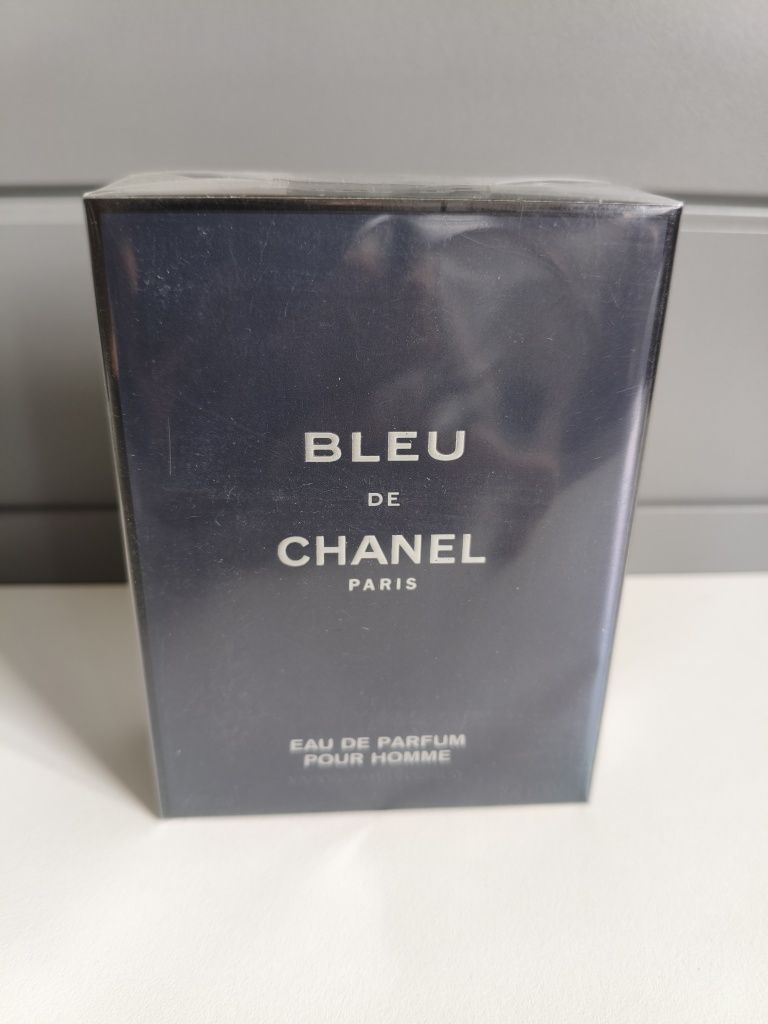 BLEU
DE
CHANEL
PARIS
EAU DE PARFUM
POUR HOMME